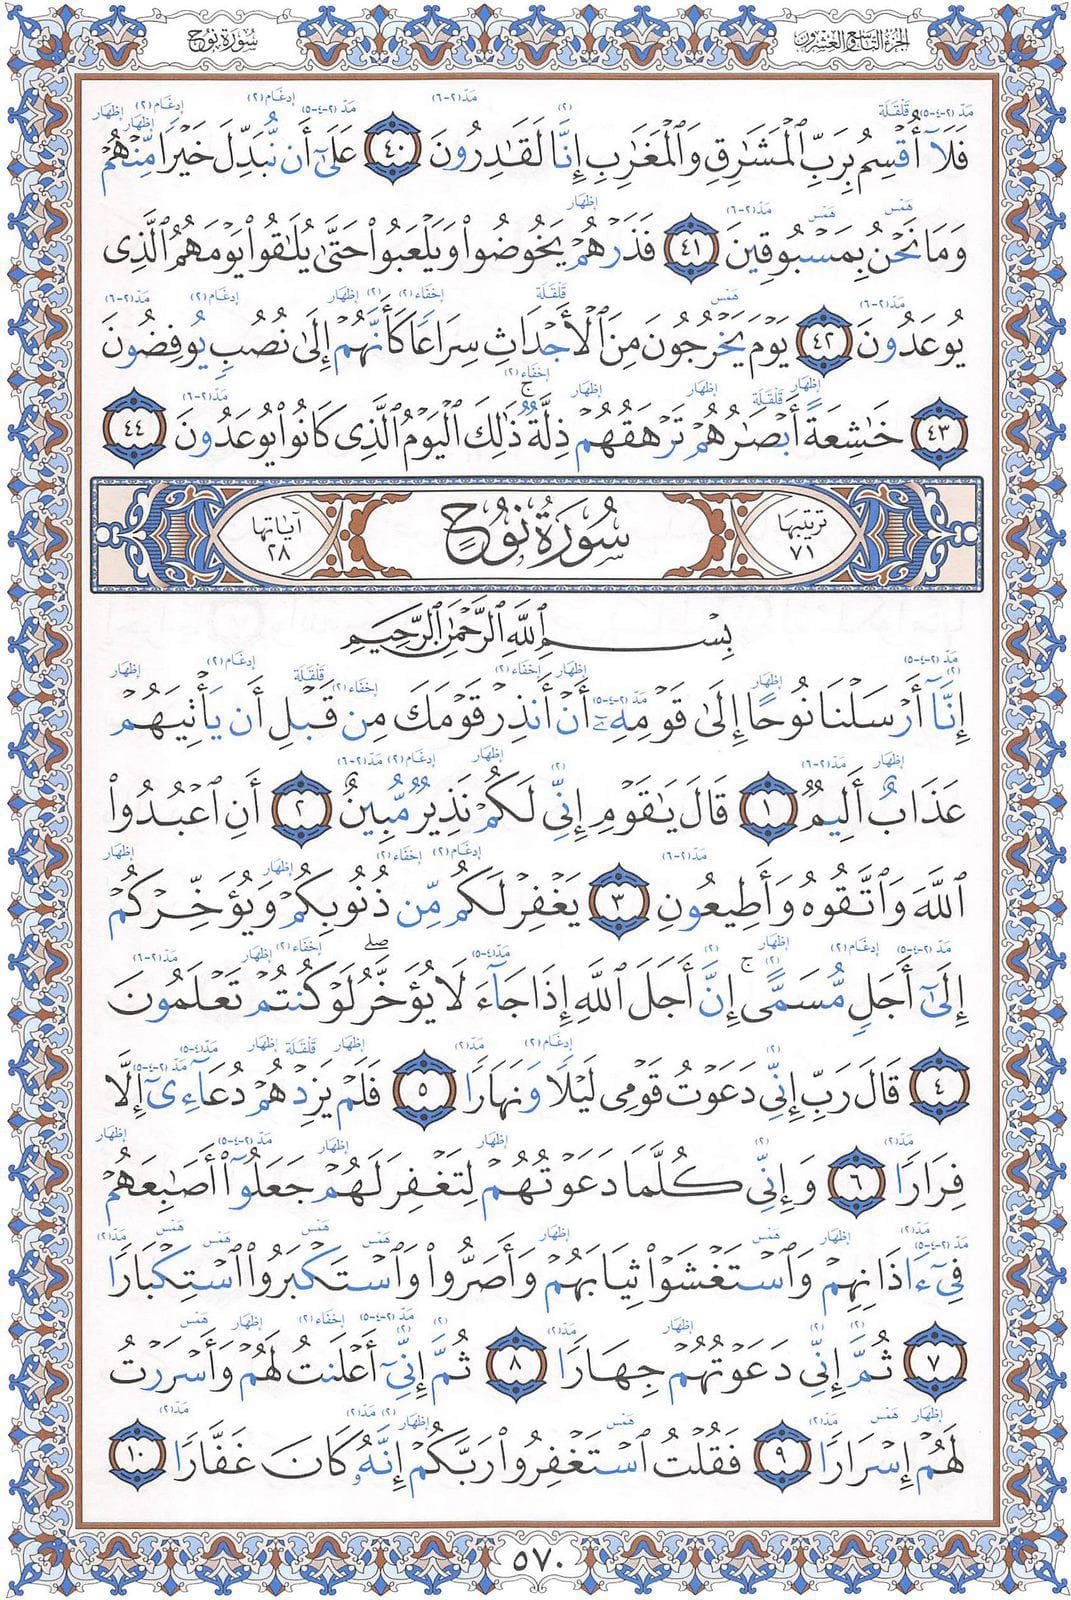 الجزء التاسع والعشرون سورة نوح
فَلَآ أُقْسِمُ بِرَبِّ ٱلْمَشَٰرِقِ وَٱلْمَغَٰرِبِ إِنَّا لَقَٰدِرُونَ ٤٠ عَلَىٰٓ أَن نُّبَدِّلَ خَيْرًا مِّنْهُمْ
وَمَا نَحْنُ بِمَسْبُوقِينَ ٤١ فَذَرْهُمْ يَخُوضُوا۟ وَيَلْعَبُوا۟ حَتَّىٰ يُلَٰقُوا۟ يَوْمَهُمُ ٱلَّذِى
يُوعَدُونَ ٤٢ يَوْمَ يَخْرُجُونَ مِنَ ٱلْأَجْدَاثِ سِرَاعًا كَأَنَّهُمْ إِلَىٰ نُصُبٍ يُوفِضُونَ
٤٣ خَٰشِعَةً أَبْصَٰرُهُمْ تَرْهَقُهُمْ ذِلَّةٌ ۚ ذَٰلِكَ ٱلْيَوْمُ ٱلَّذِى كَانُوا۟ يُوعَدُونَ ٤٤
ترتيبها ٧١ سُورَةُ نُوحٍ آياتها ٢٨
بِسْمِ ٱللَّهِ ٱلرَّحْمَٰنِ ٱلرَّحِيمِ
إِنَّآ أَرْسَلْنَا نُوحًا إِلَىٰ قَوْمِهِۦٓ أَنْ أَنذِرْ قَوْمَكَ مِن قَبْلِ أَن يَأْتِيَهُمْ
عَذَابٌ أَلِيمٌ ١ قَالَ يَٰقَوْمِ إِنِّى لَكُمْ نَذِيرٌ مُّبِينٌ ٢ أَنِ ٱعْبُدُوا۟
ٱللَّهَ وَٱتَّقُوهُ وَأَطِيعُونِ ٣ يَغْفِرْ لَكُم مِّن ذُنُوبِكُمْ وَيُؤَخِّرْكُمْ
إِلَىٰٓ أَجَلٍ مُّسَمًّى ۚ إِنَّ أَجَلَ ٱللَّهِ إِذَا جَآءَ لَا يُؤَخَّرُ ۖ لَوْ كُنتُمْ تَعْلَمُونَ
٤ قَالَ رَبِّ إِنِّى دَعَوْتُ قَوْمِى لَيْلًا وَنَهَارًا ٥ فَلَمْ يَزِدْهُمْ دُعَآءِىٓ إِلَّا
فِرَارًا ٦ وَإِنِّى كُلَّمَا دَعَوْتُهُمْ لِتَغْفِرَ لَهُمْ جَعَلُوٓا۟ أَصَٰبِعَهُمْ
فِىٓ ءَاذَانِهِمْ وَٱسْتَغْشَوْا۟ ثِيَابَهُمْ وَأَصَرُّوا۟ وَٱسْتَكْبَرُوا۟ ٱسْتِكْبَارًا
٧ ثُمَّ إِنِّى دَعَوْتُهُمْ جِهَارًا ٨ ثُمَّ إِنِّىٓ أَعْلَنتُ لَهُمْ وَأَسْرَرْتُ
لَهُمْ إِسْرَارًا ٩ فَقُلْتُ ٱسْتَغْفِرُوا۟ رَبَّكُمْ إِنَّهُۥ كَانَ غَفَّارًا ١٠
٥٧٠